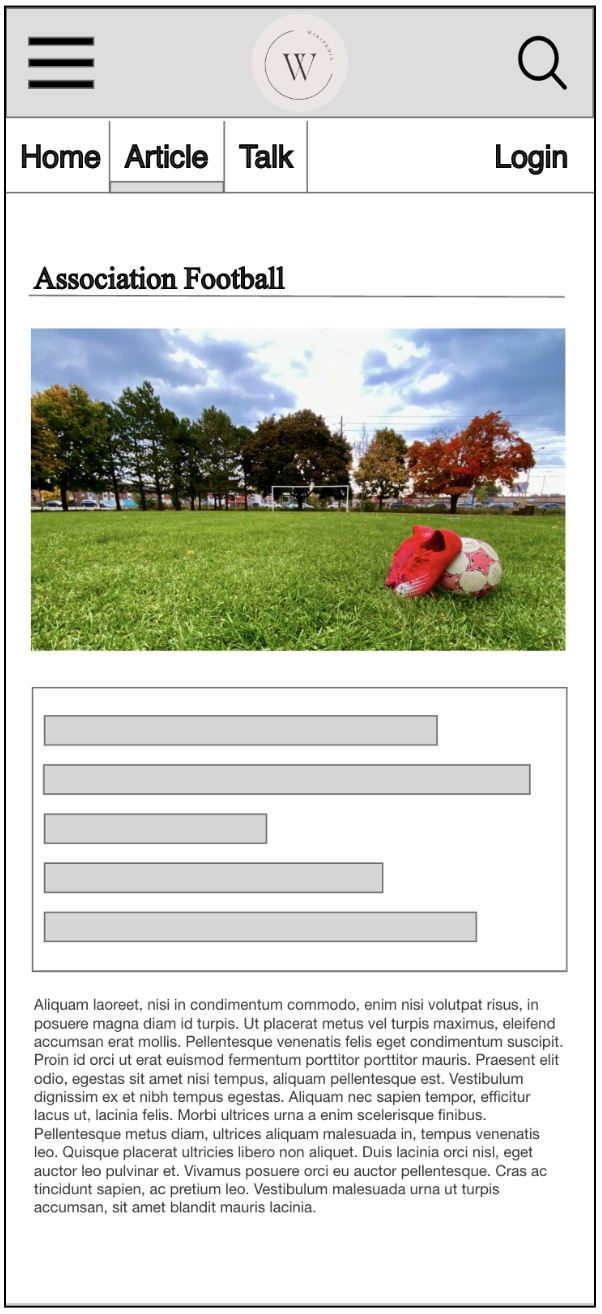 WIKIPEDIA
W
Home Article Talk Login
Association Football
Aliquam laoreet, nisi in condimentum commodo, enim nisi volutpat risus, in
posuere magna diam id turpis. Ut placerat metus vel turpis maximus, eleifend
accumsan erat mollis. Pellentesque venenatis felis eget condimentum suscipit.
Proin id orci ut erat euismod fermentum porttitor porttitor mauris. Praesent elit
odio, egestas sit amet nisi tempus, aliquam pellentesque est. Vestibulum
dignissim ex et nibh tempus egestas. Aliquam nec sapien tempor, efficitur
lacus ut, lacinia felis. Morbi ultrices urna a enim scelerisque finibus.
Pellentesque metus diam, ultrices aliquam malesuada in, tempus venenatis
leo. Quisque placerat ultricies libero non aliquet. Duis lacinia orci nisl, eget
auctor leo pulvinar et. Vivamus posuere orci eu auctor pellentesque. Cras ac
tincidunt sapien, ac pretium leo. Vestibulum malesuada urna ut turpis
accumsan, sit amet blandit mauris lacinia.